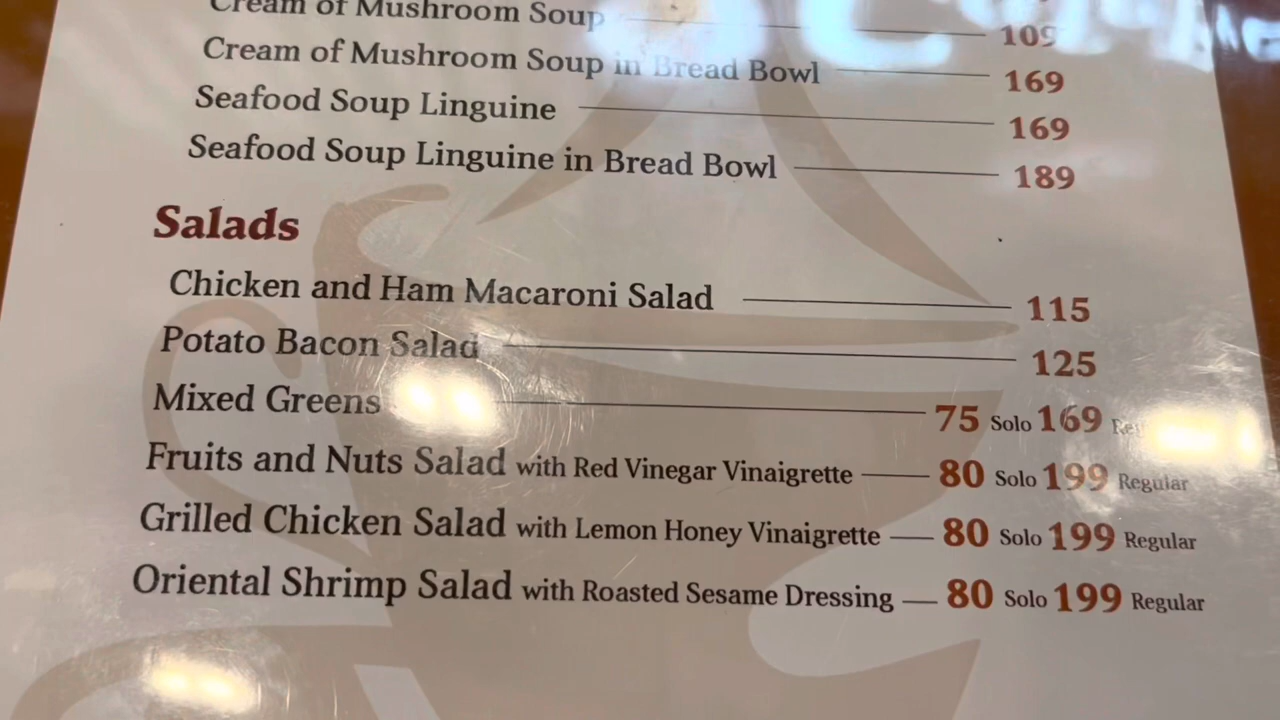 Cream of Mushroom Soup 109
Cream of Mushroom Soup in Bread Bowl 169
Seafood Soup Linguine 169
Seafood Soup Linguine in Bread Bowl 189
Salads
Chicken and Ham Macaroni Salad 115
Potato Bacon Salad 125
Mixed Greens 75 Solo 169
Fruits and Nuts Salad with Red Vinegar Vinaigrette 80 Solo 199 Regular
Grilled Chicken Salad with Lemon Honey Vinaigrette 80 Solo 199 Regular
Oriental Shrimp Salad with Roasted Sesame Dressing 80 Solo 199 Regular